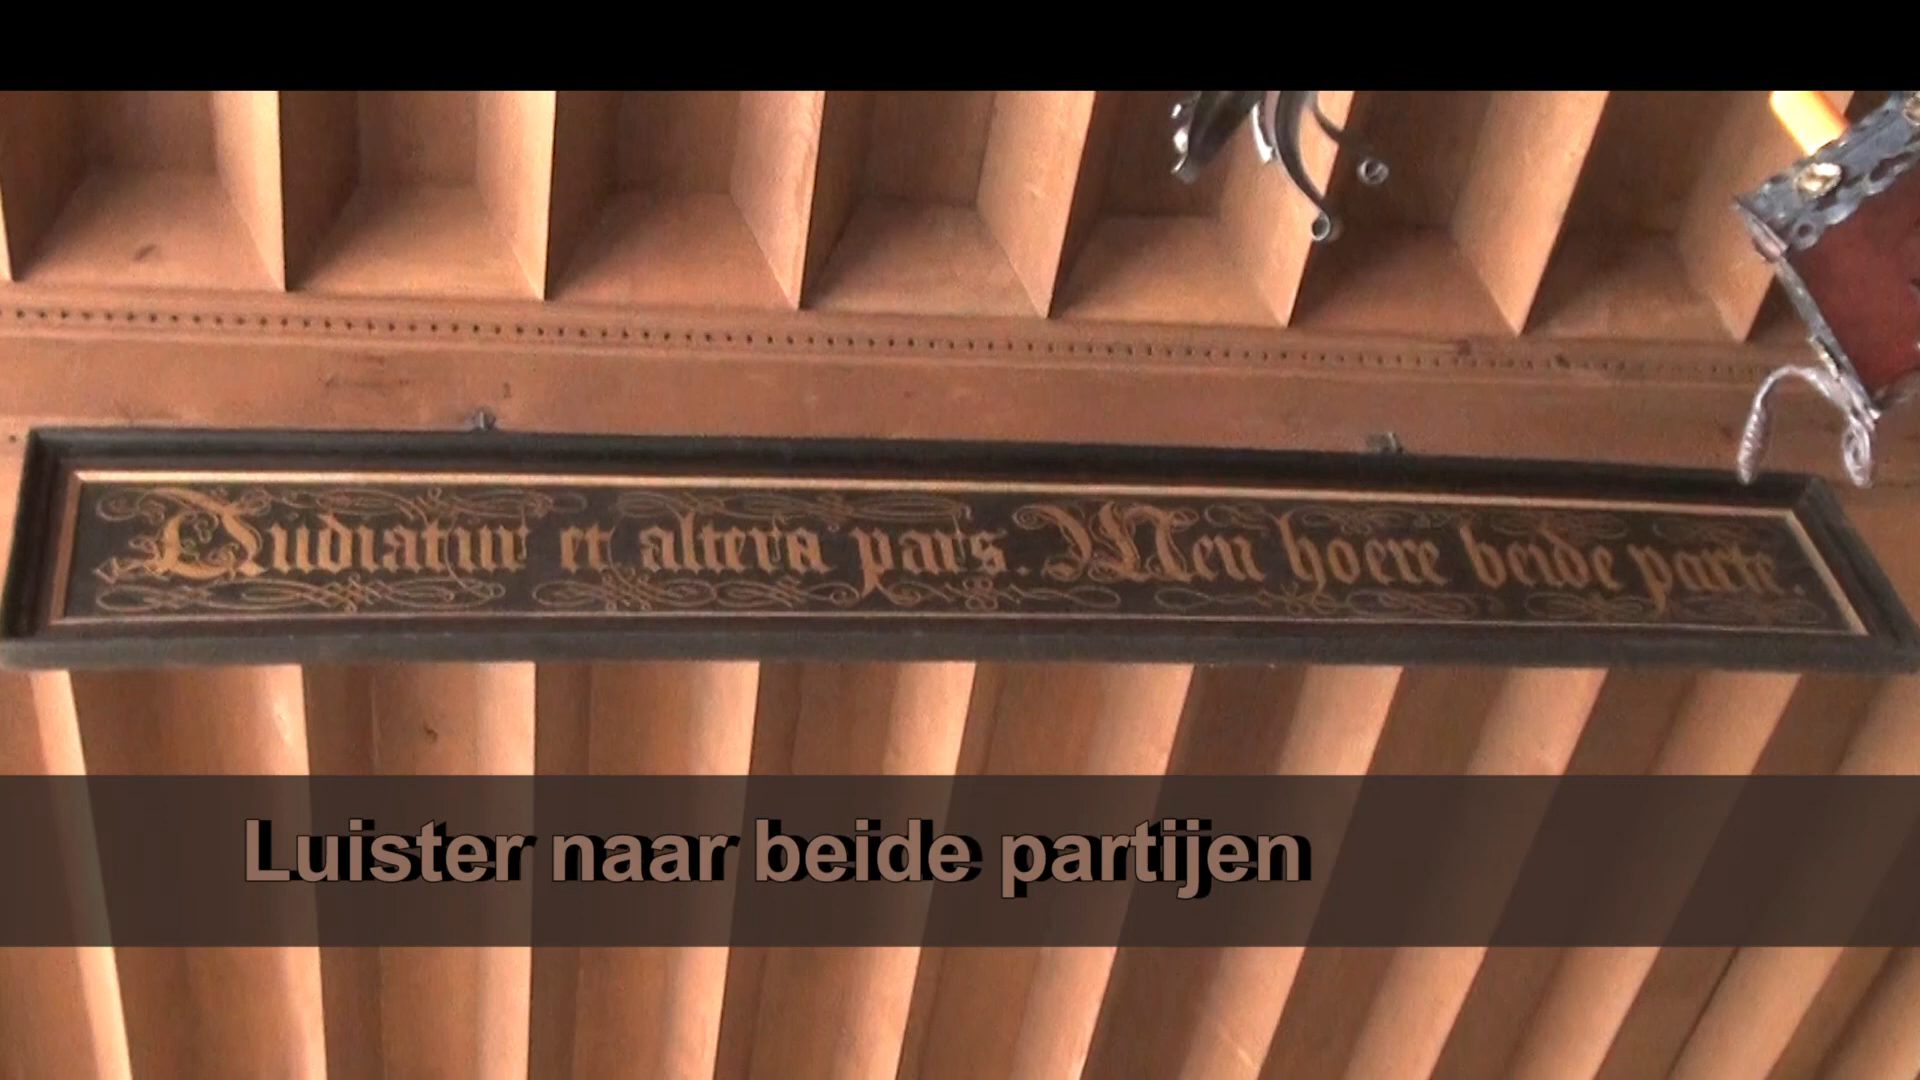 Audiatur et altera pars. Men hoere beide parte.
Luister naar beide partijen